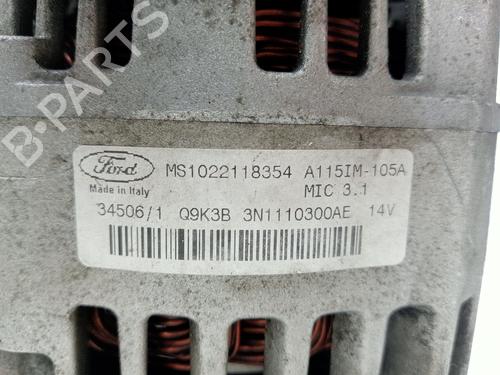 B-PARTS
Ford MS1022118354 A115IM-105A
Made in Italy MIC 3.1
34506/1 Q9K3B 3N1110300AE 14V